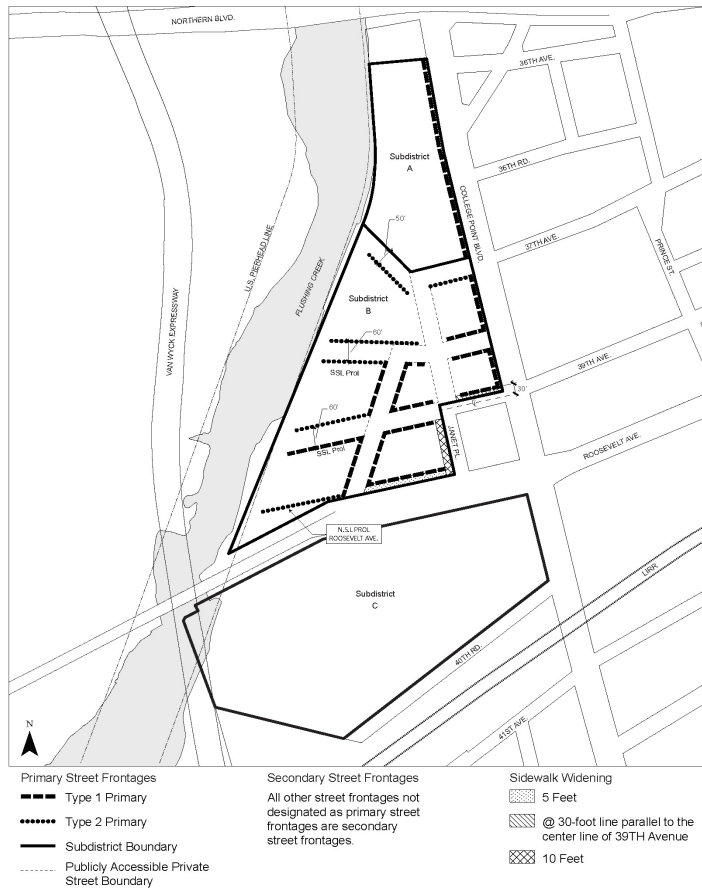 NORTHERN BLVD.
36TH AVE.
Subdistrict
A
36TH RD.
COLLEGE POINT BLVD.
50'
U.S. PIERHEAD LINE
37TH AVE.
PRINCE ST.
FLUSHING CREEK
VAN WYCK EXPRESSWAY
Subdistrict
B
60'
39TH AVE.
SSL Prol
30'
60'
JANET PL.
SSL Prol
ROOSEVELT AVE.
N.S.L PROL
ROOSEVELT AVE.
LIRR
Subdistrict
C
40TH RD.
41ST AVE.
N
Primary Street Frontages
Type 1 Primary
Type 2 Primary
Subdistrict Boundary
Publicly Accessible Private
Street Boundary
Secondary Street Frontages
All other street frontages not
designated as primary street
frontages are secondary
street frontages.
Sidewalk Widening
5 Feet
@ 30-foot line parallel to the
center line of 39TH Avenue
10 Feet